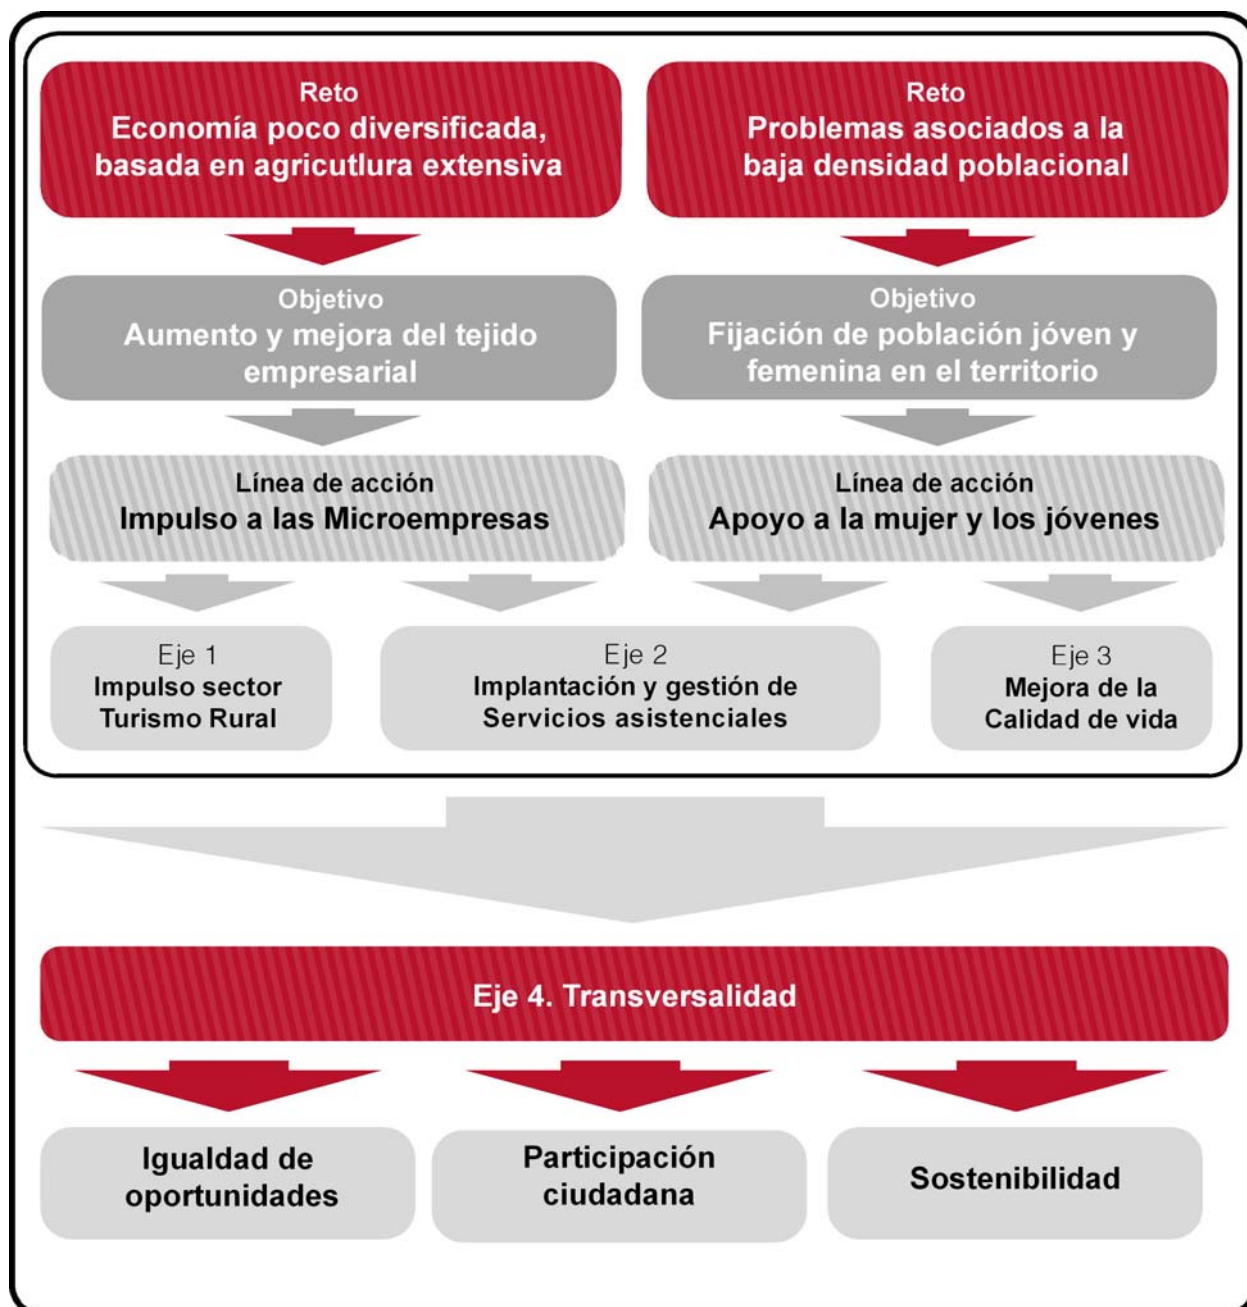 Reto
Economía poco diversificada,
basada en agricutlura extensiva
Reto
Problemas asociados a la
baja densidad poblacional
Objetivo
Aumento y mejora del tejido
empresarial
Objetivo
Fijación de población jóven y
femenina en el territorio
Línea de acción
Impulso a las Microempresas
Línea de acción
Apoyo a la mujer y los jóvenes
Eje 1
Impulso sector
Turismo Rural
Eje 2
Implantación y gestión de
Servicios asistenciales
Eje 3
Mejora de la
Calidad de vida
Eje 4. Transversalidad
Igualdad de
oportunidades
Participación
ciudadana
Sostenibilidad